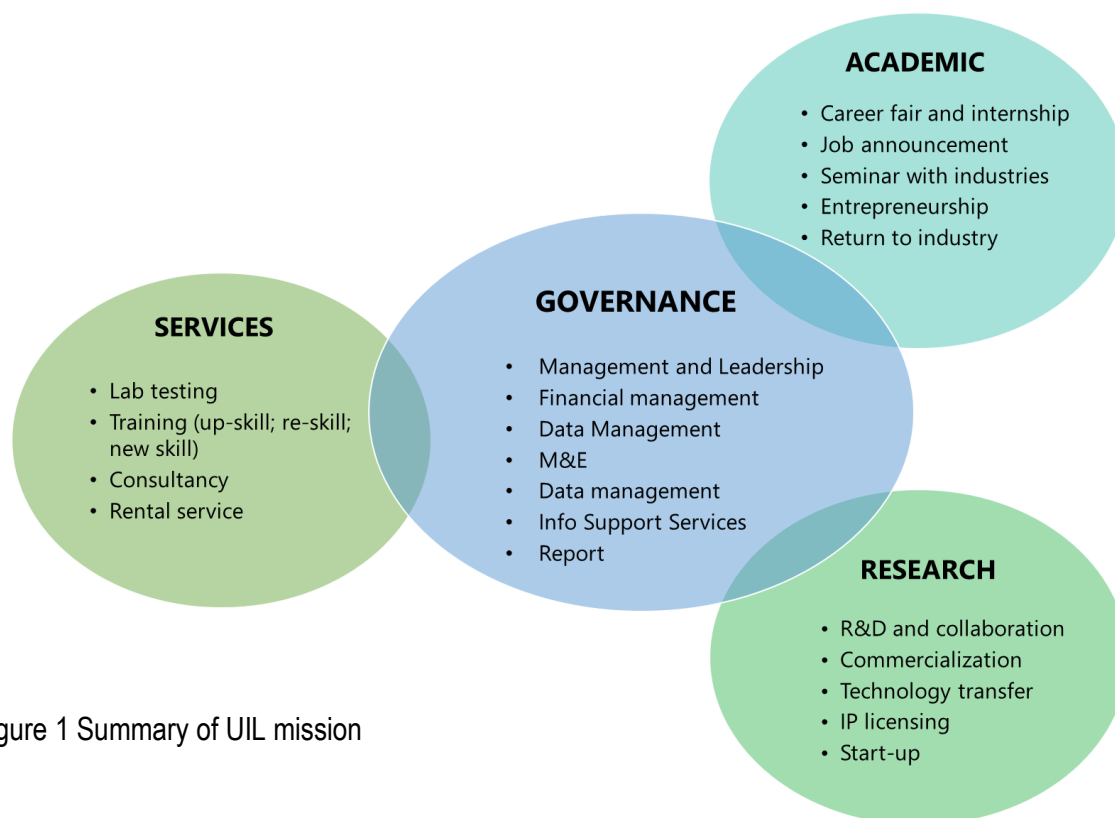 ACADEMIC
• Career fair and internship
• Job announcement
• Seminar with industries
• Entrepreneurship
• Return to industry
GOVERNANCE
• Management and Leadership
• Financial management
• Data Management
• M&E
• Data management
• Info Support Services
• Report
SERVICES
• Lab testing
• Training (up-skill; re-skill;
new skill)
• Consultancy
• Rental service
RESEARCH
• R&D and collaboration
• Commercialization
• Technology transfer
• IP licensing
• Start-up
gure 1 Summary of UIL mission